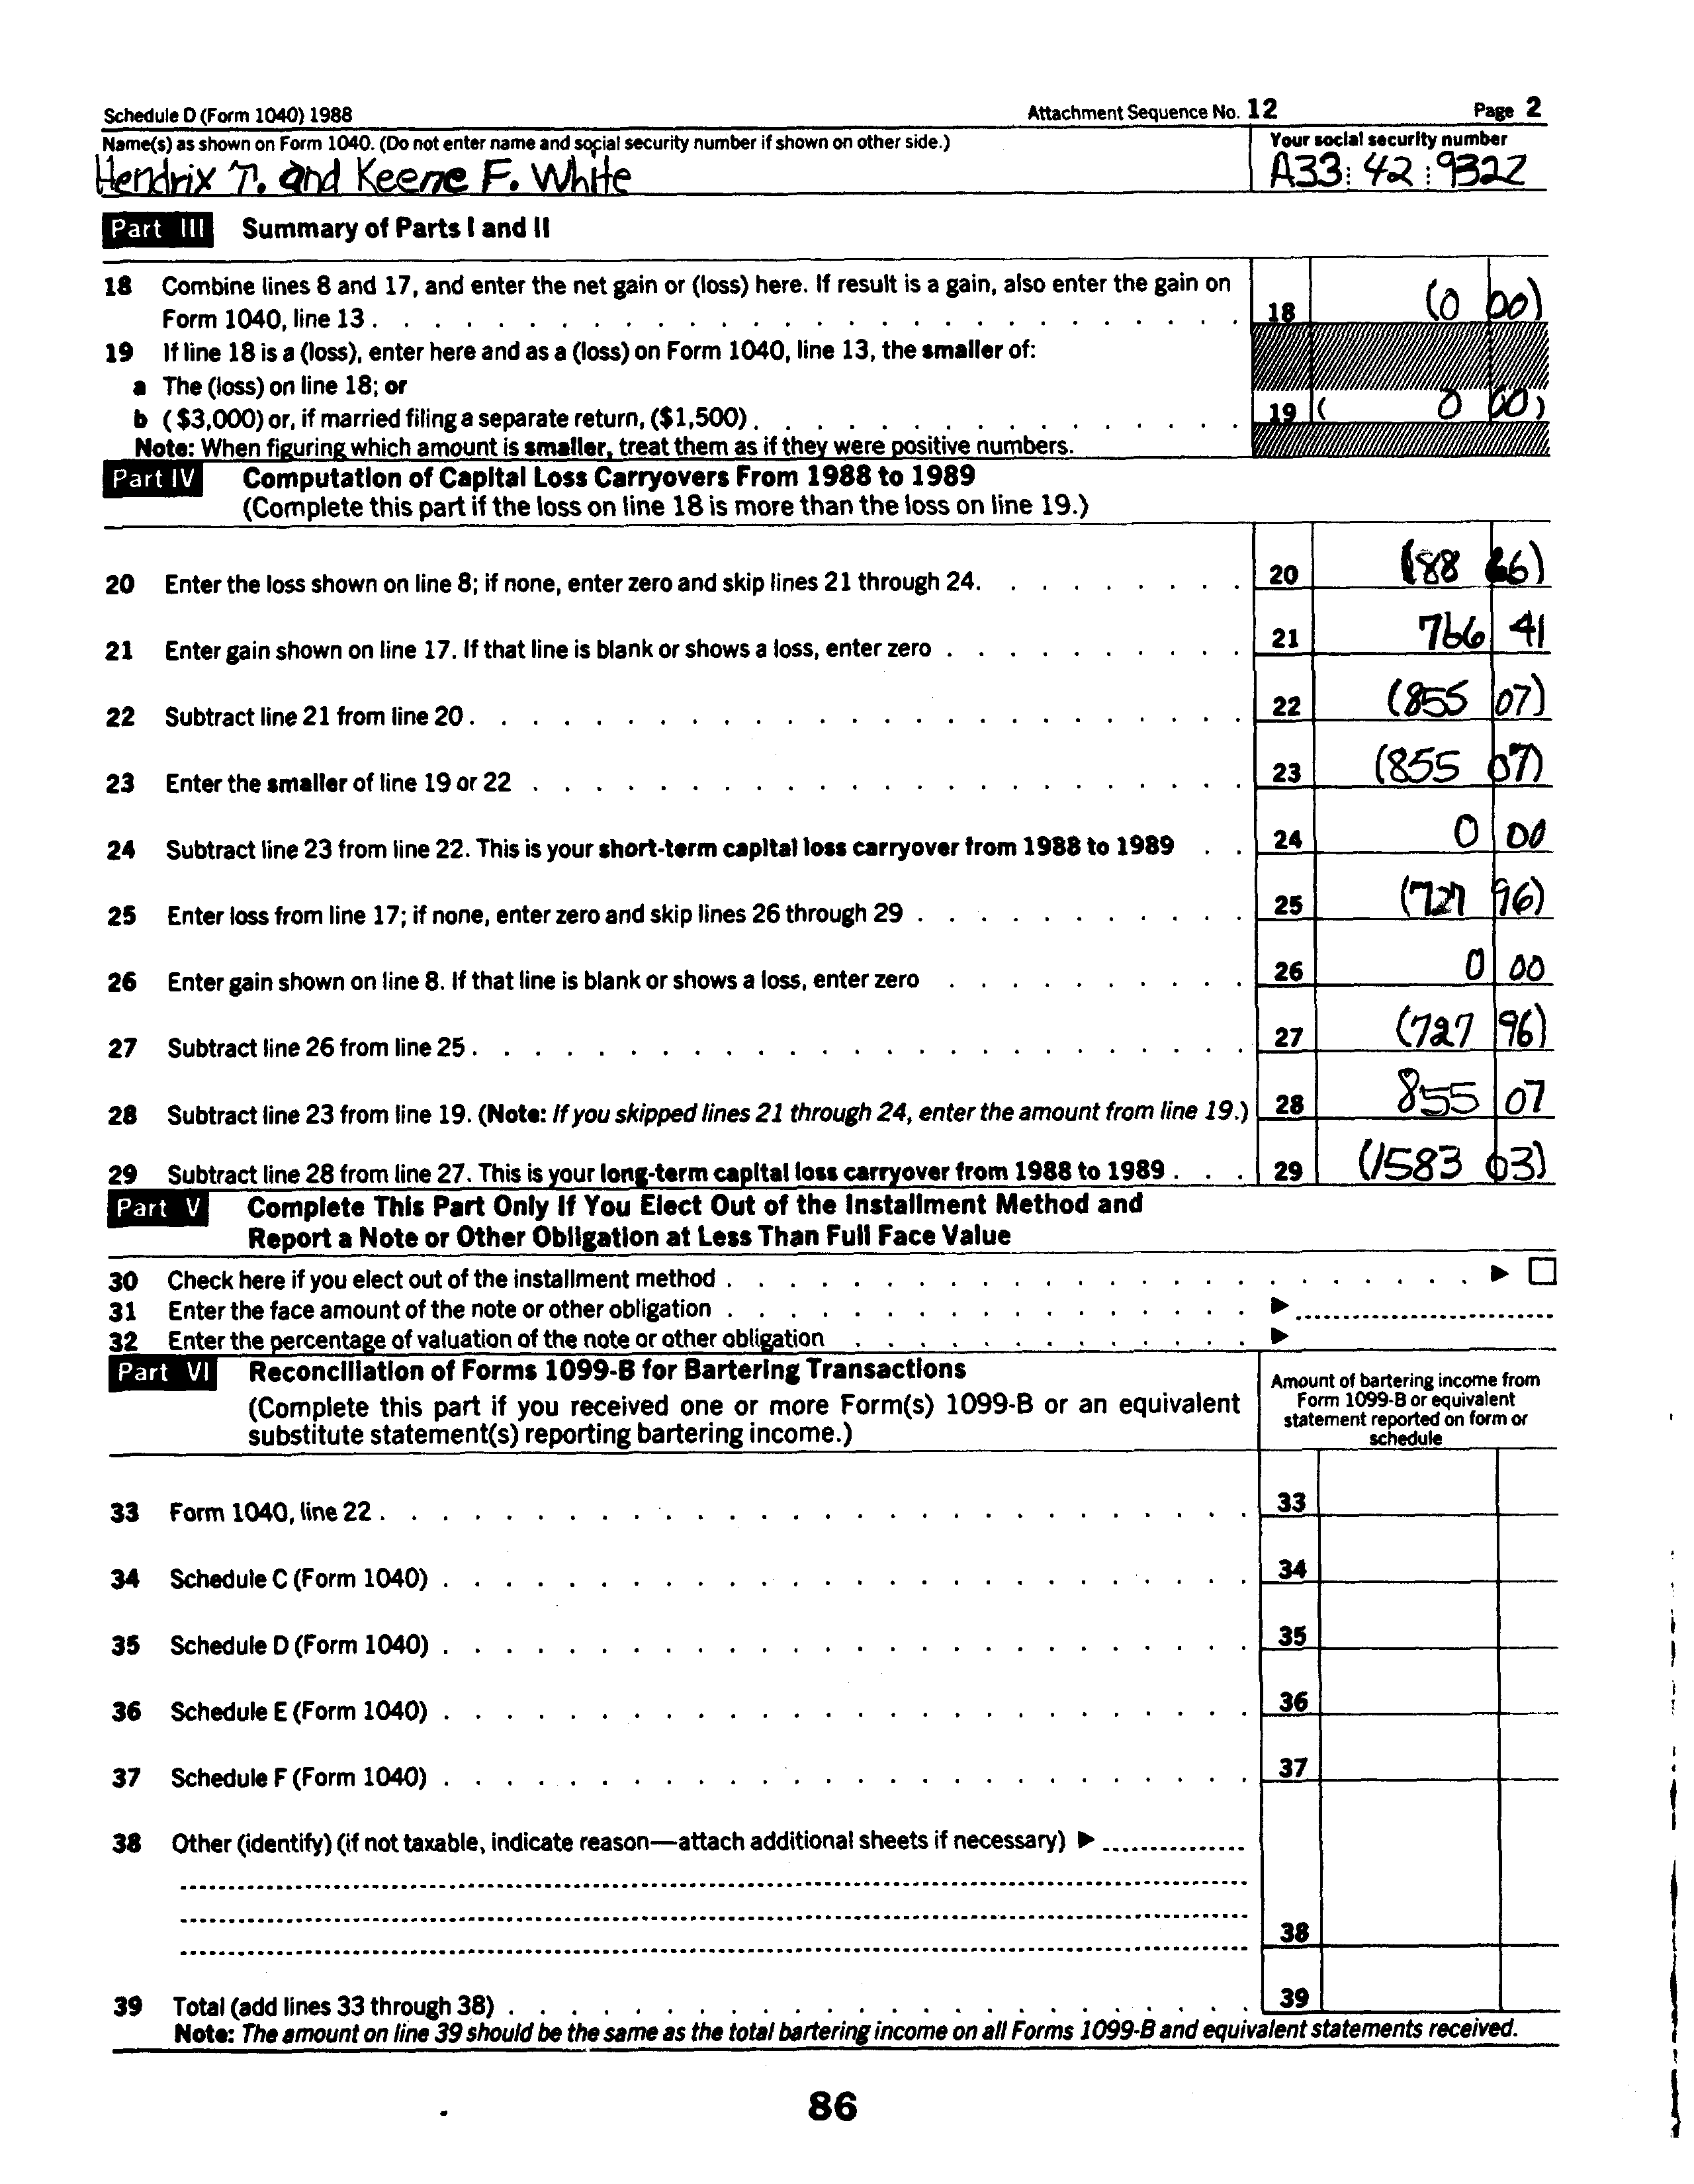 Schedule D (Form 1040) 1988 Attachment Sequence No. 12 Page 2
Name(s) as shown on Form 1040. (Do not enter name and social security number if shown on other side.) Your social security number
Hendrix T. and Keene F. White A33:42:9322
Part III Summary of Parts I and II
18 Combine lines 8 and 17, and enter the net gain or (loss) here. If result is a gain, also enter the gain on
Form 1040, line 13 . . . . 18 (0 00)
19 If line 18 is a (loss), enter here and as a (loss) on Form 1040, line 13, the smaller of:
a The (loss) on line 18; or
b ($3,000) or, if married filing a separate return, ($1,500) . . . . 19 ( 0 00)
Note: When figuring which amount is smaller, treat them as if they were positive numbers.
Part IV Computation of Capital Loss Carryovers From 1988 to 1989
(Complete this part if the loss on line 18 is more than the loss on line 19.)
20 Enter the loss shown on line 8; if none, enter zero and skip lines 21 through 24. . . . . 20 (88 66)
21 Enter gain shown on line 17. If that line is blank or shows a loss, enter zero . . . . 21 766 41
22 Subtract line 21 from line 20 . . . . 22 (855 07)
23 Enter the smaller of line 19 or 22 . . . . 23 (855 07)
24 Subtract line 23 from line 22. This is your short-term capital loss carryover from 1988 to 1989 . . 24 0 00
25 Enter loss from line 17; if none, enter zero and skip lines 26 through 29 . . . . 25 (727 96)
26 Enter gain shown on line 8. If that line is blank or shows a loss, enter zero . . . . 26 0 00
27 Subtract line 26 from line 25 . . . . 27 (727 96)
28 Subtract line 23 from line 19. (Note: If you skipped lines 21 through 24, enter the amount from line 19.) 28 855 07
29 Subtract line 28 from line 27. This is your long-term capital loss carryover from 1988 to 1989 . . . 29 (1583 03)
Part V Complete This Part Only If You Elect Out of the Installment Method and
Report a Note or Other Obligation at Less Than Full Face Value
30 Check here if you elect out of the installment method . . . . ▶ ☐
31 Enter the face amount of the note or other obligation . . . . ▶
32 Enter the percentage of valuation of the note or other obligation . . . . ▶
Part VI Reconciliation of Forms 1099-B for Bartering Transactions
(Complete this part if you received one or more Form(s) 1099-B or an equivalent
substitute statement(s) reporting bartering income.)
Amount of bartering income from
Form 1099-B or equivalent
statement reported on form or
schedule
33 Form 1040, line 22 . . . . 33
34 Schedule C (Form 1040) . . . . 34
35 Schedule D (Form 1040) . . . . 35
36 Schedule E (Form 1040) . . . . 36
37 Schedule F (Form 1040) . . . . 37
38 Other (identify) (if not taxable, indicate reason—attach additional sheets if necessary) ▶
38
39 Total (add lines 33 through 38) . . . . 39
Note: The amount on line 39 should be the same as the total bartering income on all Forms 1099-B and equivalent statements received.
86